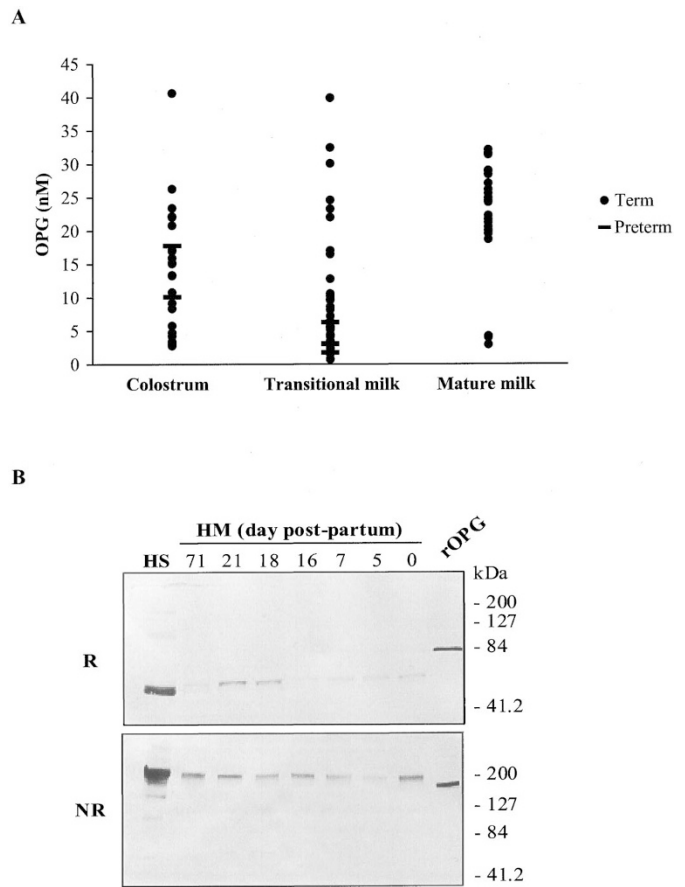 A
45
40
35
30
25
20
15
10
5
0
OPG (nM)
Colostrum
Transitional milk
Mature milk
Term
Preterm
B
HM (day post-partum)
HS 71 21 18 16 7 5 0 rOPG
kDa
R
- 200
- 127
- 84
- 41.2
NR
- 200
- 127
- 84
- 41.2